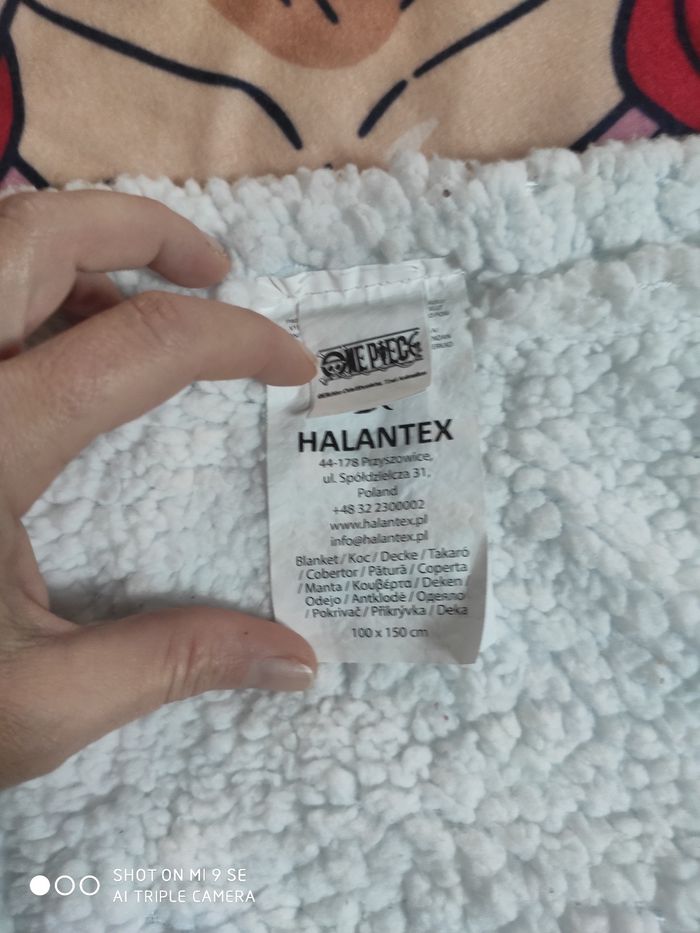 ONE PIECE
HALANTEX
44-178 Przyszowice,
ul. Spółdzielcza 31,
Poland
+48 32 2300002
www.halantex.pl
info@halantex.pl
Blanket / Koc / Decke / Takaró
/ Cobertor / Pătură / Coperta
/ Manta / Κουβέρτα / Deken /
Odejo / Antklodė / Одеяло
/ Pokrivač / Přikrývka / Deka
100 x 150 cm
SHOT ON MI 9 SE
AI TRIPLE CAMERA